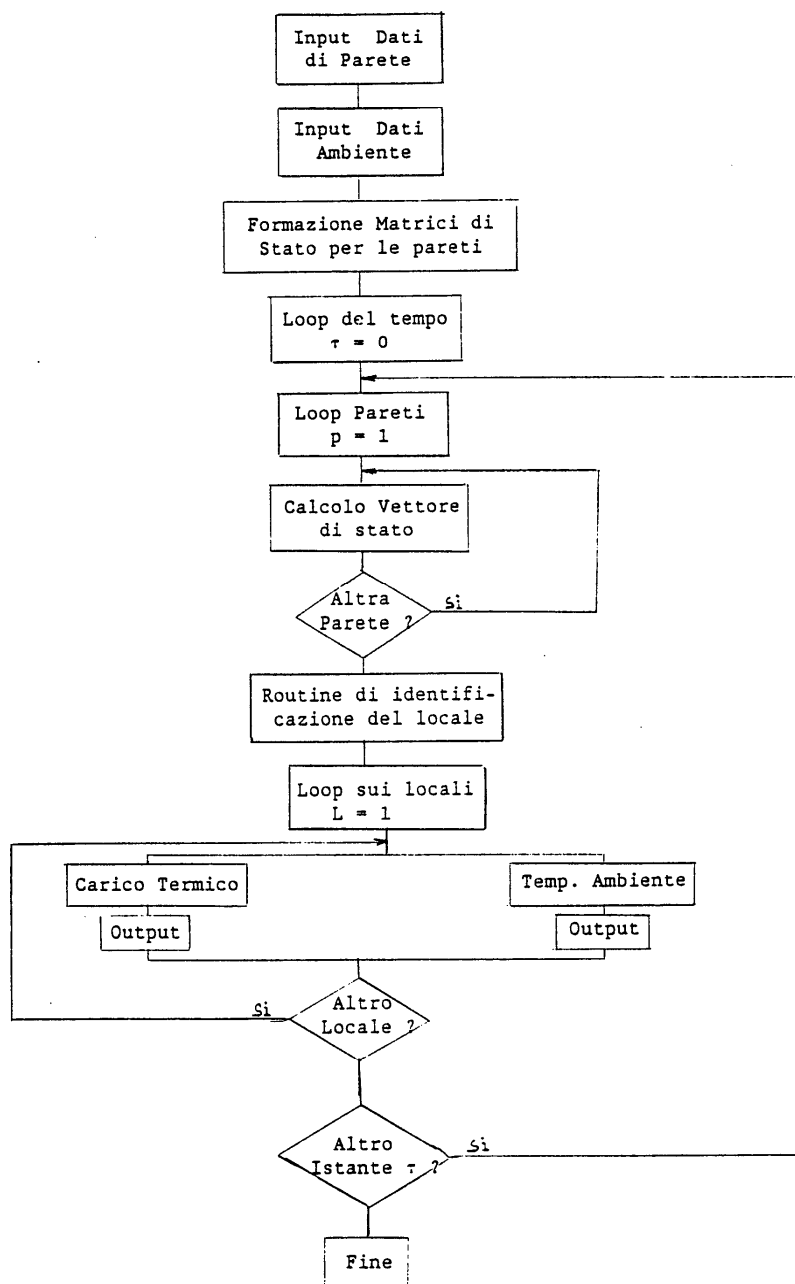 Input Dati
di Parete
Input Dati
Ambiente
Formazione Matrici di
Stato per le pareti
Loop del tempo
τ = 0
Loop Pareti
p = 1
Calcolo Vettore
di stato
Altra
Parete ?
si
Routine di identifi-
cazione del locale
Loop sui locali
L = 1
Carico Termico
Temp. Ambiente
Output
Output
si
Altro
Locale ?
Altro
Istante τ ?
si
Fine